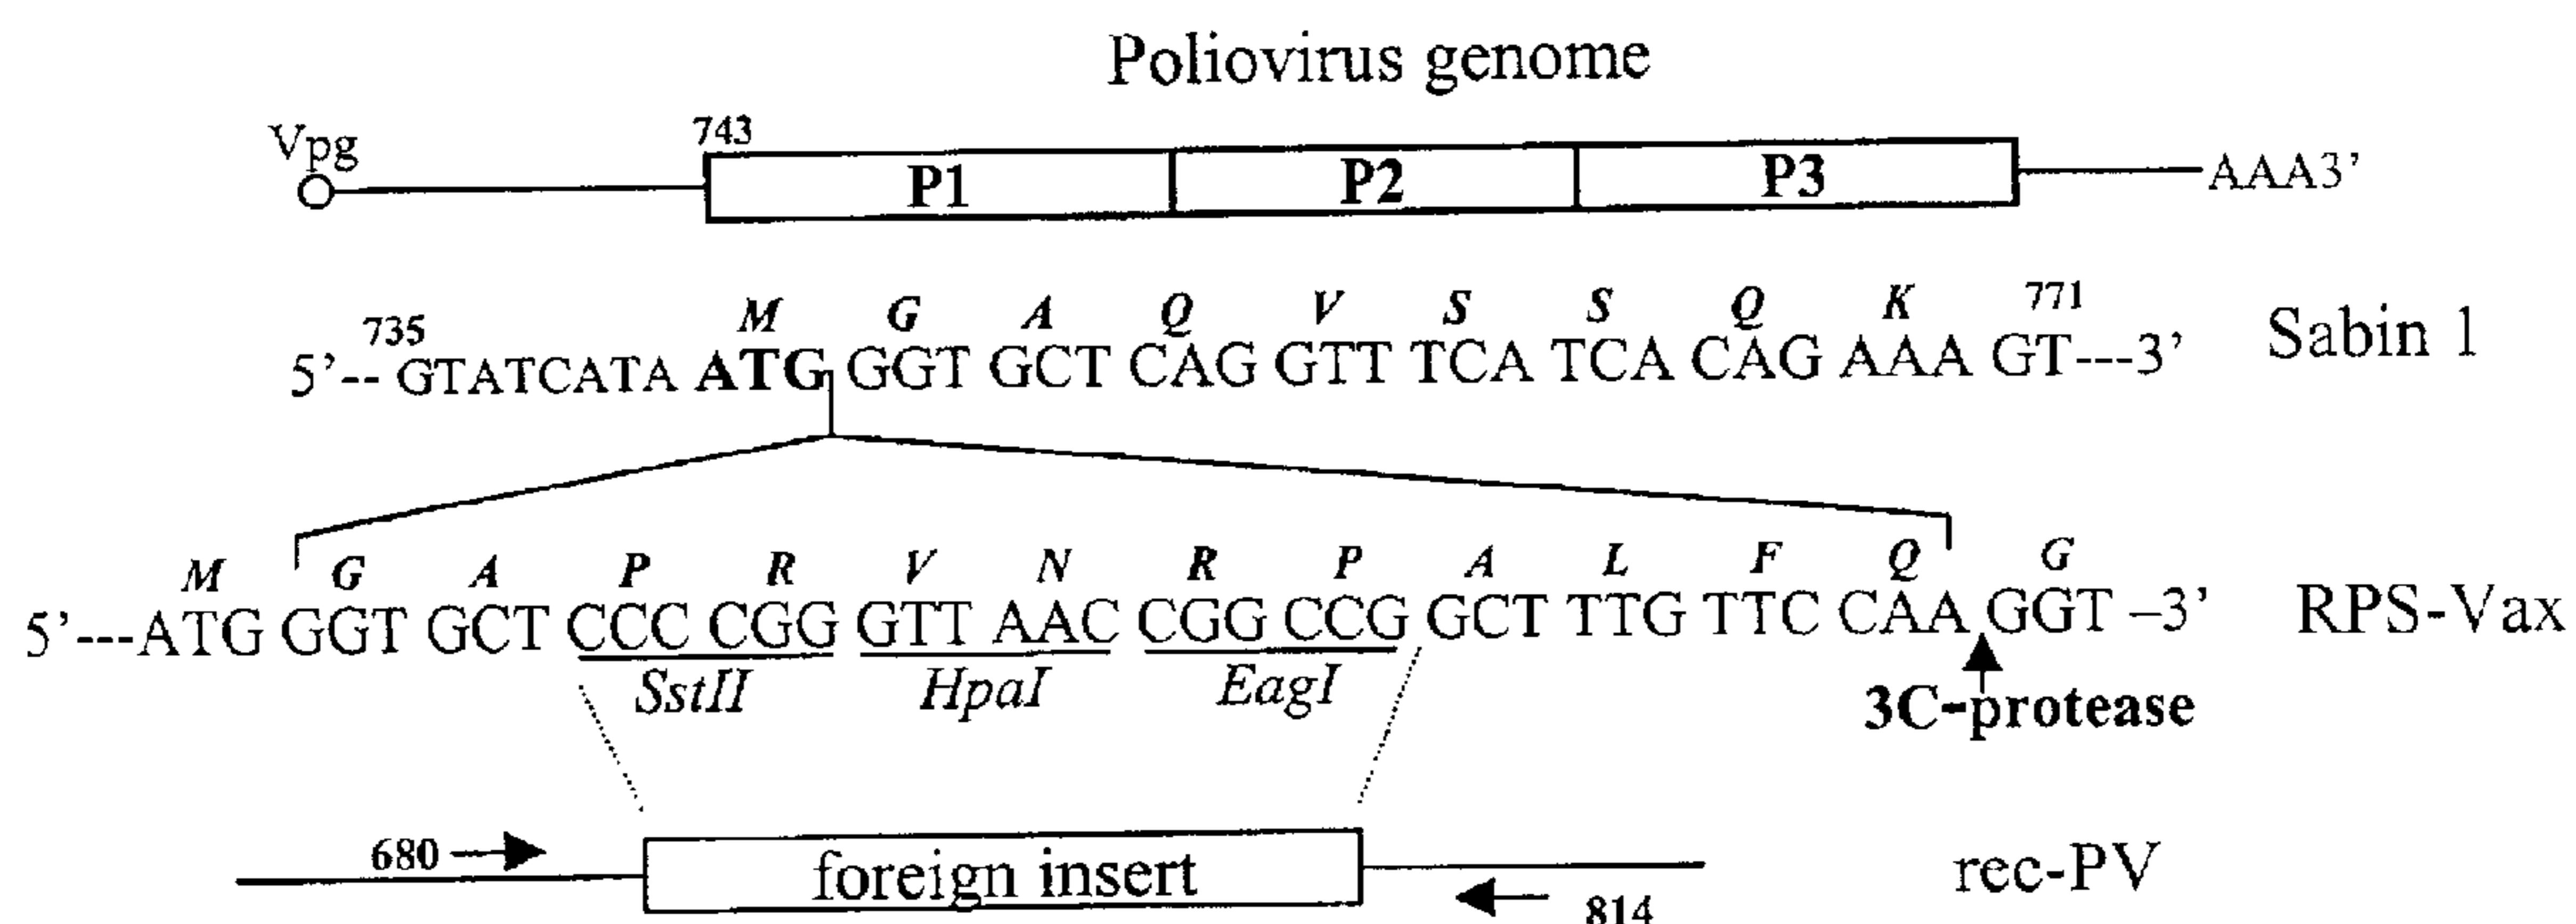 Poliovirus genome
Vpg
743
P1 P2 P3 AAA3’
M G A Q V S S Q K
735 771
5’-- GTATCATA ATG GGT GCT CAG GTT TCA TCA CAG AAA GT---3’ Sabin 1
M G A P R V N R P A L F Q G
5’---ATG GGT GCT CCC CGG GTT AAC CGG CCG GCT TTG TTC CAA GGT –3’ RPS-Vax
SstII HpaI EagI
3C-protease
680
foreign insert
rec-PV
814